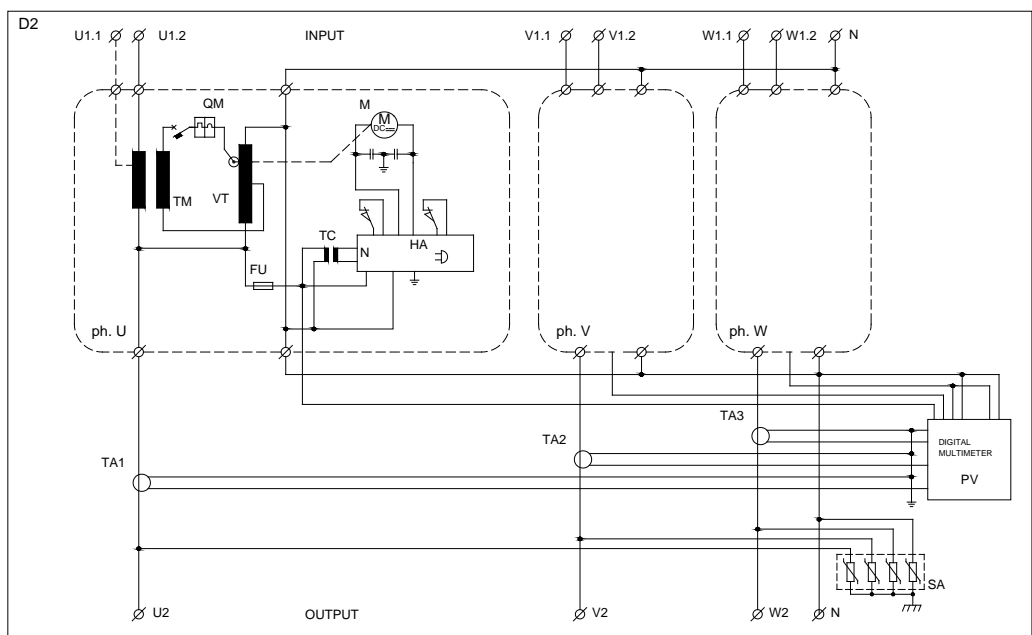 D2
U1.1 U1.2 INPUT V1.1 V1.2 W1.1 W1.2 N
QM M
M
DC
TM VT
TC N HA
FU
ph. U ph. V ph. W
TA3
TA2
DIGITAL
MULTIMETER
TA1
PV
SA
U2 OUTPUT V2 W2 N